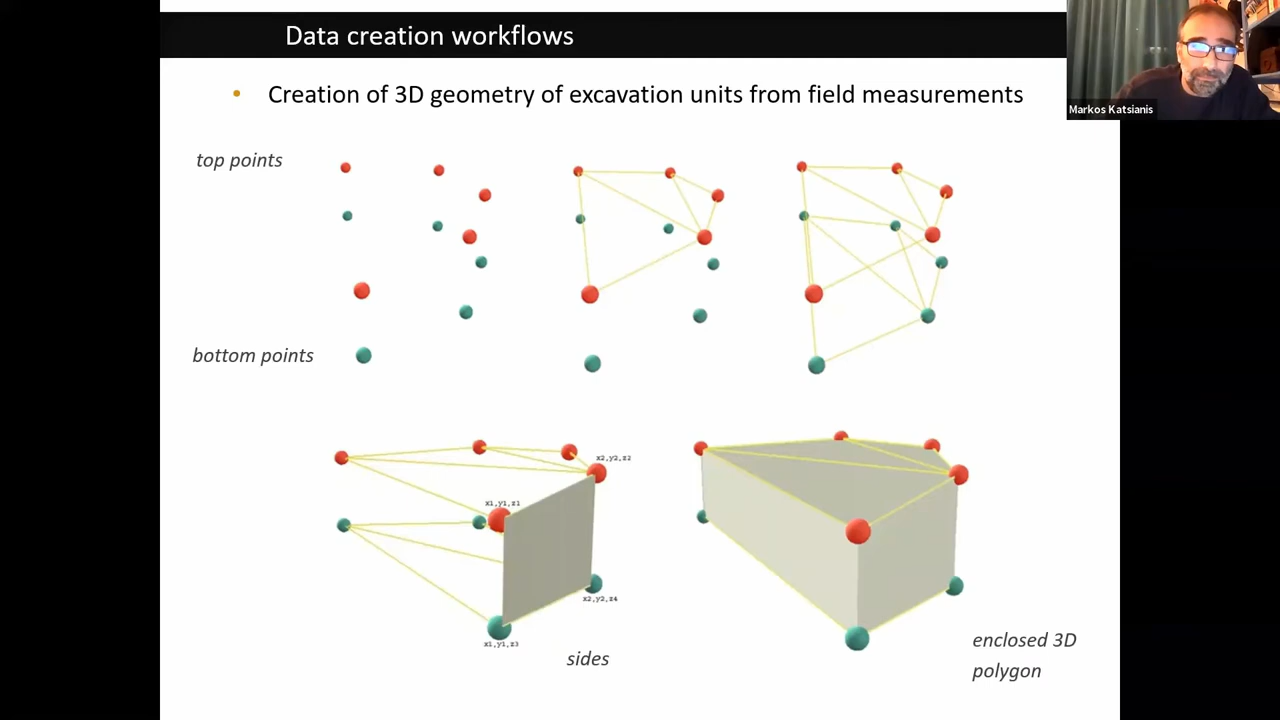 Data creation workflows
Markos Katsianis
• Creation of 3D geometry of excavation units from field measurements
top points
bottom points
x2,y2,z2
x1,y1,z1
x2,y2,z4
x1,y1,z3
sides
enclosed 3D
polygon